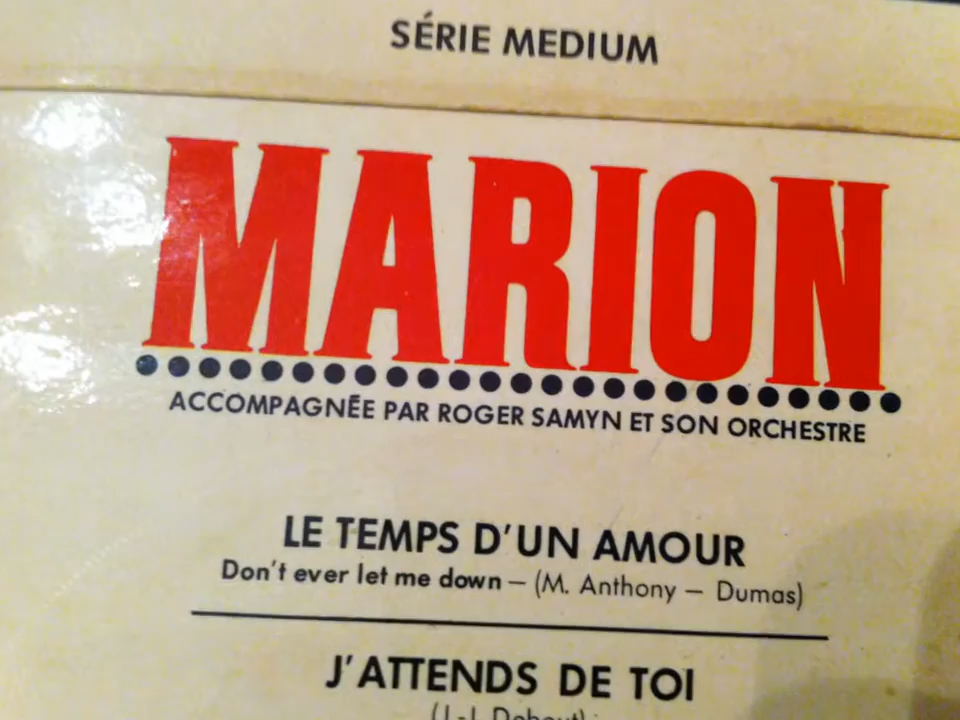 SÉRIE MEDIUM
MARION
ACCOMPAGNÉE PAR ROGER SAMYN ET SON ORCHESTRE
LE TEMPS D'UN AMOUR
Don't ever let me down — (M. Anthony — Dumas)
J'ATTENDS DE TOI
(J.-J. Debout)